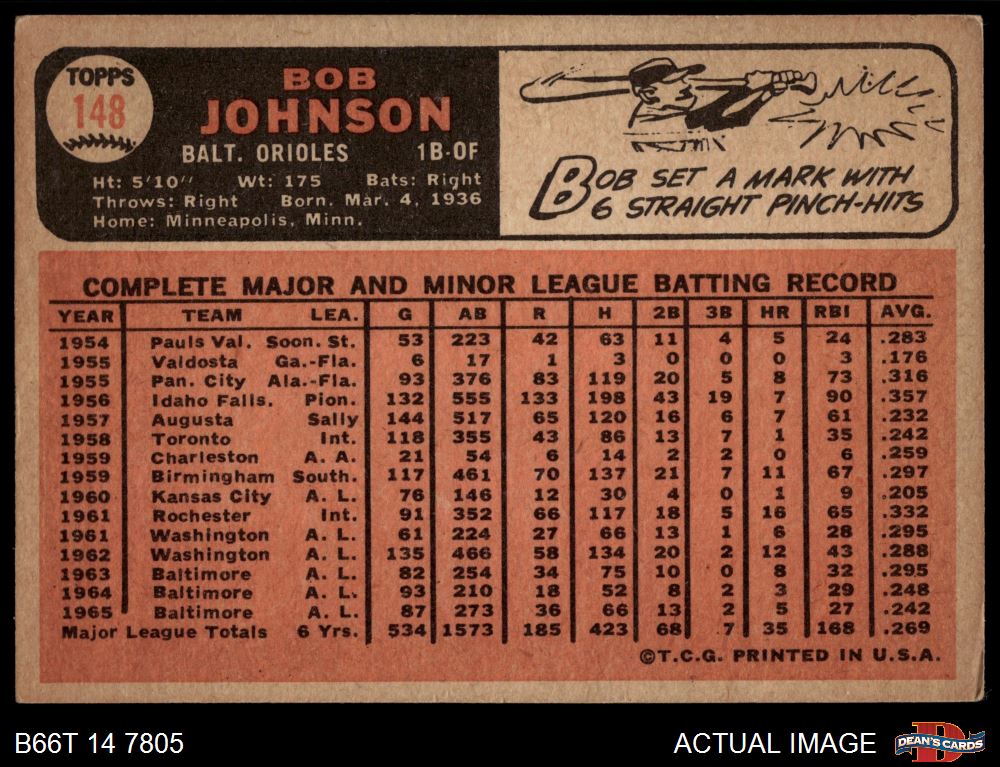 TOPPS
148
BOB
JOHNSON
BALT. ORIOLES 1B-OF
Ht: 5'10" Wt: 175 Bats: Right
Throws: Right Born. Mar. 4, 1936
Home: Minneapolis, Minn.
BOB SET A MARK WITH
6 STRAIGHT PINCH-HITS
COMPLETE MAJOR AND MINOR LEAGUE BATTING RECORD
YEAR TEAM LEA. G AB R H 2B 3B HR RBI AVG.
1954 Pauls Val. Soon. St. 53 223 42 63 11 4 5 24 .283
1955 Valdosta Ga.-Fla. 6 17 1 3 0 0 0 3 .176
1955 Pan. City Ala.-Fla. 93 376 83 119 20 5 8 73 .316
1956 Idaho Falls. Pion. 132 555 133 198 43 19 7 90 .357
1957 Augusta Sally 144 517 65 120 16 6 7 61 .232
1958 Toronto Int. 118 355 43 86 13 7 1 35 .242
1959 Charleston A. A. 21 54 6 14 2 2 0 6 .259
1959 Birmingham South. 117 461 70 137 21 7 11 67 .297
1960 Kansas City A. L. 76 146 12 30 4 0 1 9 .205
1961 Rochester Int. 91 352 66 117 18 5 16 65 .332
1961 Washington A. L. 61 224 27 66 13 1 6 28 .295
1962 Washington A. L. 135 466 58 134 20 2 12 43 .288
1963 Baltimore A. L. 82 254 34 75 10 0 8 32 .295
1964 Baltimore A. L. 93 210 18 52 8 2 3 29 .248
1965 Baltimore A. L. 87 273 36 66 13 2 5 27 .242
Major League Totals 6 Yrs. 534 1573 185 423 68 7 35 168 .269
©T.C.G. PRINTED IN U.S.A.
B66T 14 7805 ACTUAL IMAGE DEAN'S CARDS